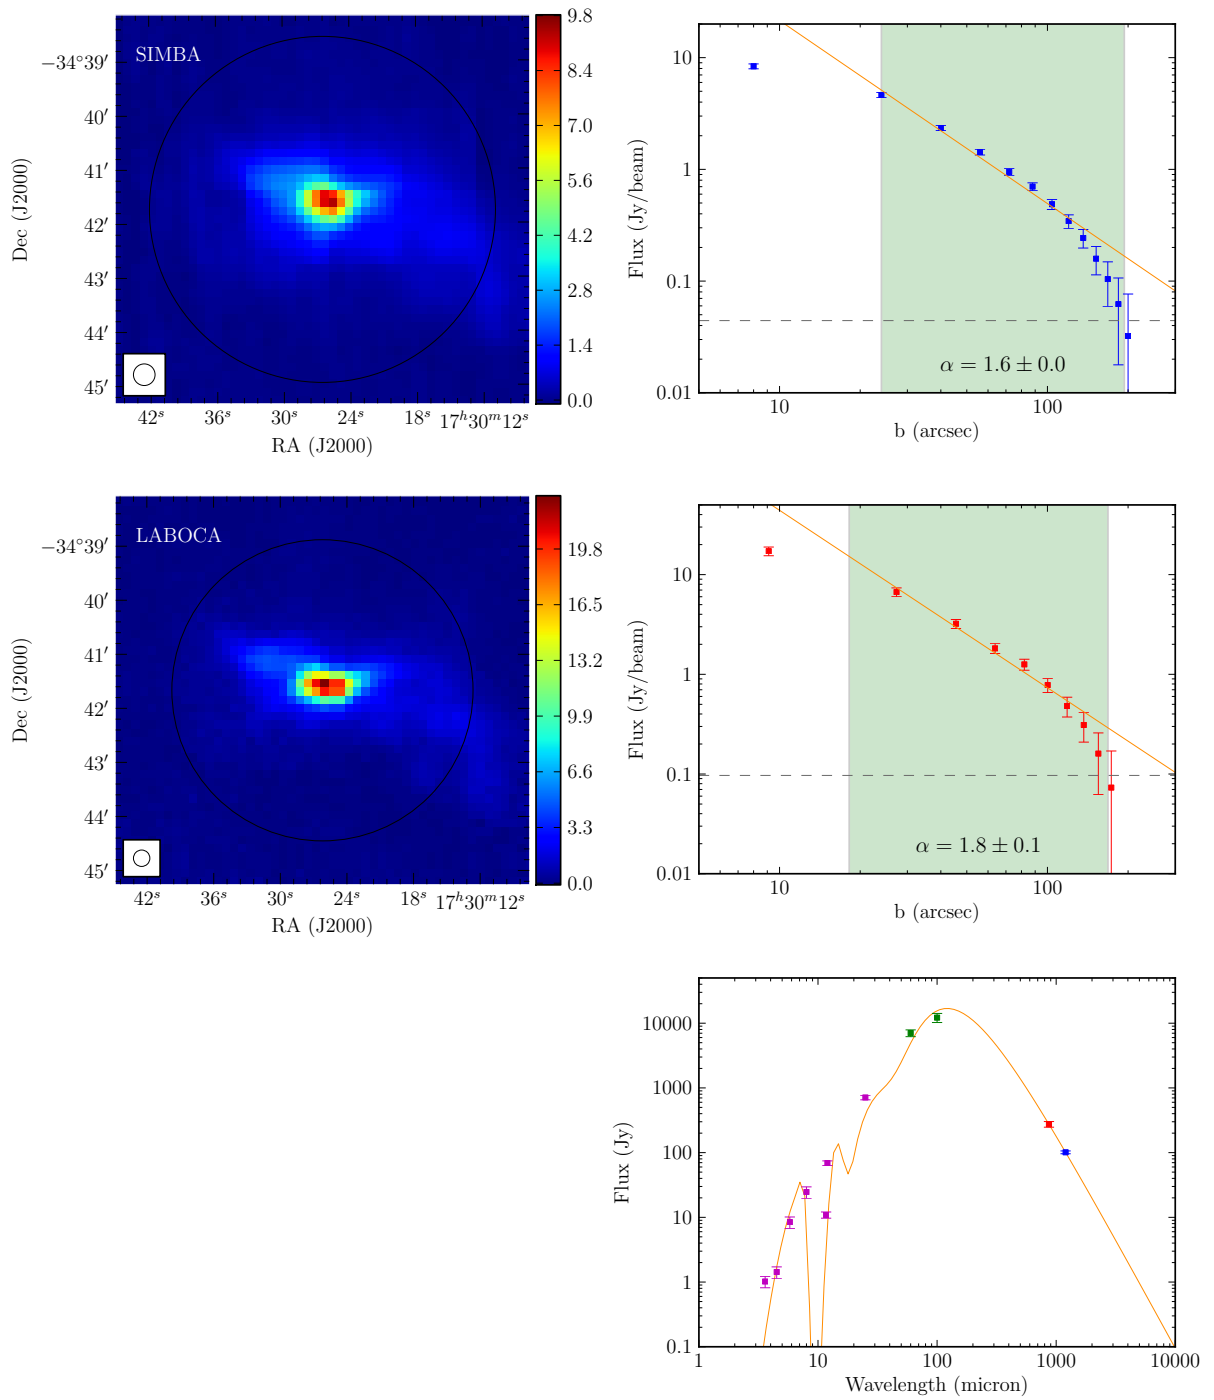 SIMBA
−34°39′
40′
41′
42′
43′
44′
45′
Dec (J2000)
42ˢ 36ˢ 30ˢ 24ˢ 18ˢ 17ʰ30ᵐ12ˢ
RA (J2000)
9.8
8.4
7.0
5.6
4.2
2.8
1.4
0.0
Flux (Jy/beam)
10
1
0.1
0.01
α = 1.6 ± 0.0
10 100
b (arcsec)
LABOCA
−34°39′
40′
41′
42′
43′
44′
45′
Dec (J2000)
42ˢ 36ˢ 30ˢ 24ˢ 18ˢ 17ʰ30ᵐ12ˢ
RA (J2000)
19.8
16.5
13.2
9.9
6.6
3.3
0.0
Flux (Jy/beam)
10
1
0.1
0.01
α = 1.8 ± 0.1
10 100
b (arcsec)
Flux (Jy)
10000
1000
100
10
1
0.1
1 10 100 1000 10000
Wavelength (micron)